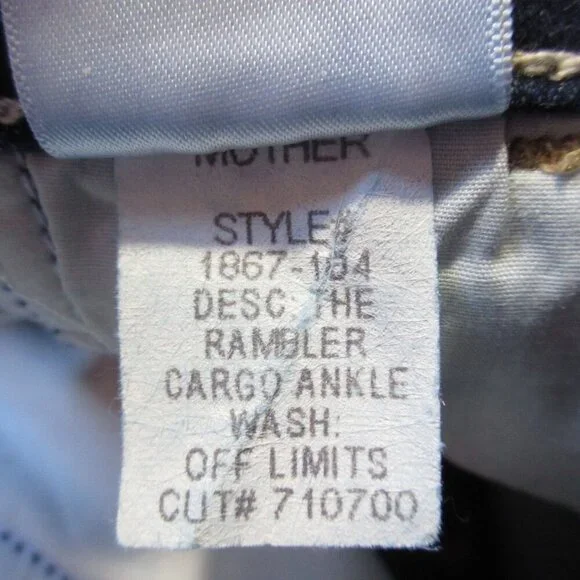 MOTHER
STYLE#
1867-104
DESC: THE
RAMBLER
CARGO ANKLE
WASH:
OFF LIMITS
CUT# 710700